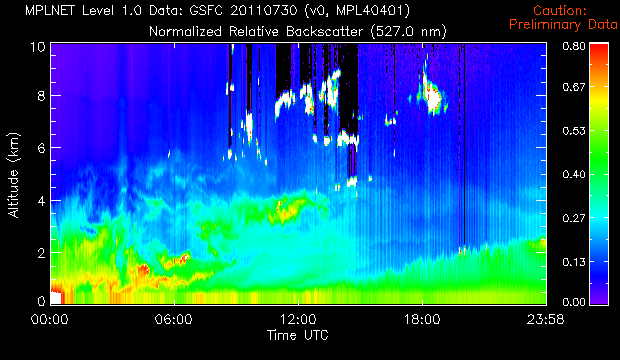 MPLNET Level 1.0 Data: GSFC 20110730 (v0, MPL40401)
Caution:
Preliminary Data
Normalized Relative Backscatter (527.0 nm)
10
8
6
4
2
0
Altitude (km)
0.80
0.67
0.53
0.40
0.27
0.13
0.00
00:00 06:00 12:00 18:00 23:58
Time UTC